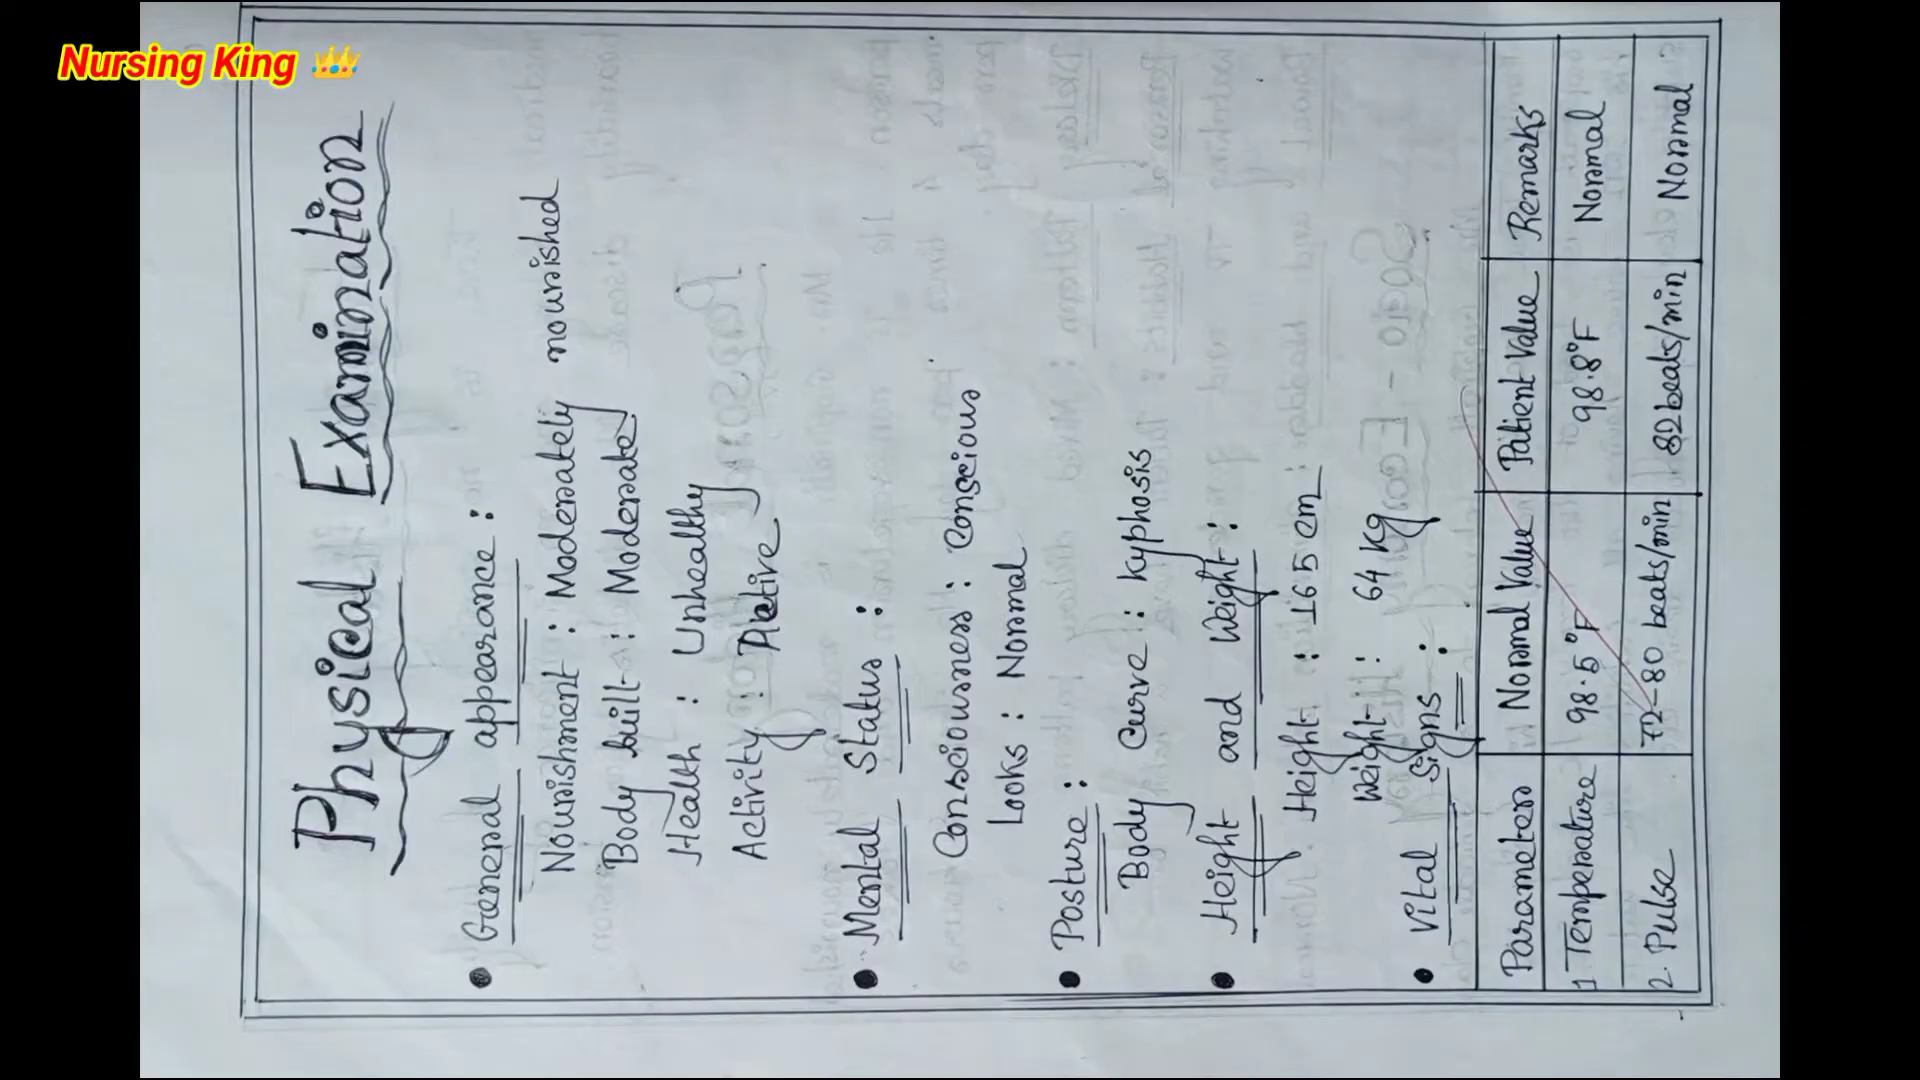 Nursing King
Physical Examination
General appearance :
Nourishment : Moderately nourished
Body built : Moderate
Health : Unhealthy
Activity : Active
Mental Status :
Consciousness : Conscious
Looks : Normal
Posture :
Body Curve : kyphosis
Height and Weight :
Height : 165 cm
Weight : 64 kg
Vital Signs :
Parameters Normal Value Patient Value Remarks
1 Temperature 98.5°F 98.8°F Normal
2. Pulse 72-80 beats/min 82 beats/min Normal